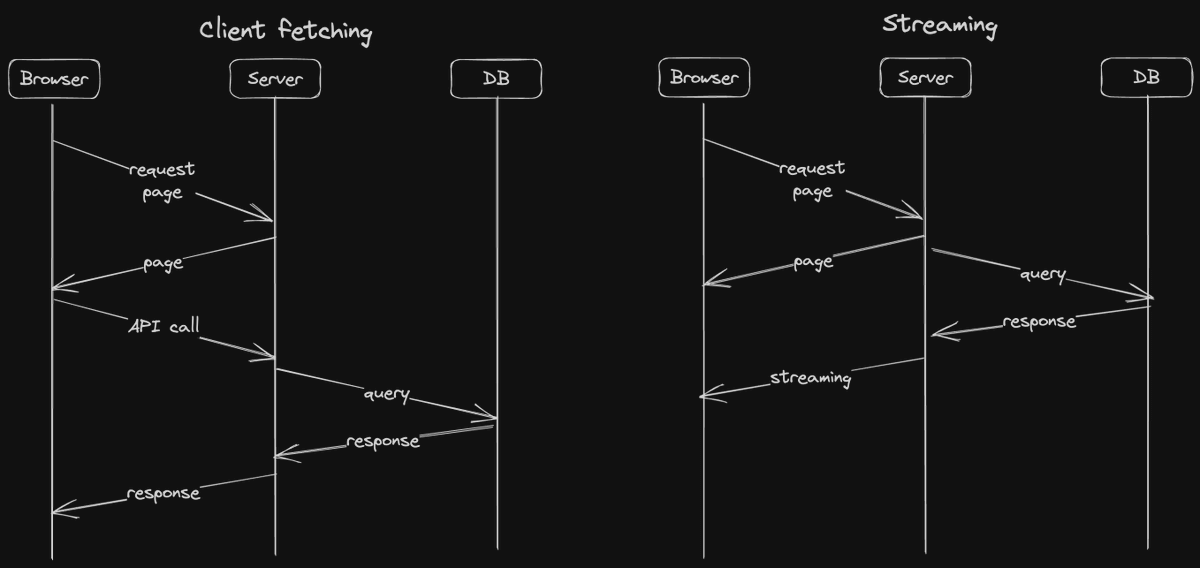 Client fetching
Browser
Server
DB
request
page
page
API call
query
response
response
Streaming
Browser
Server
DB
request
page
page
query
response
streaming